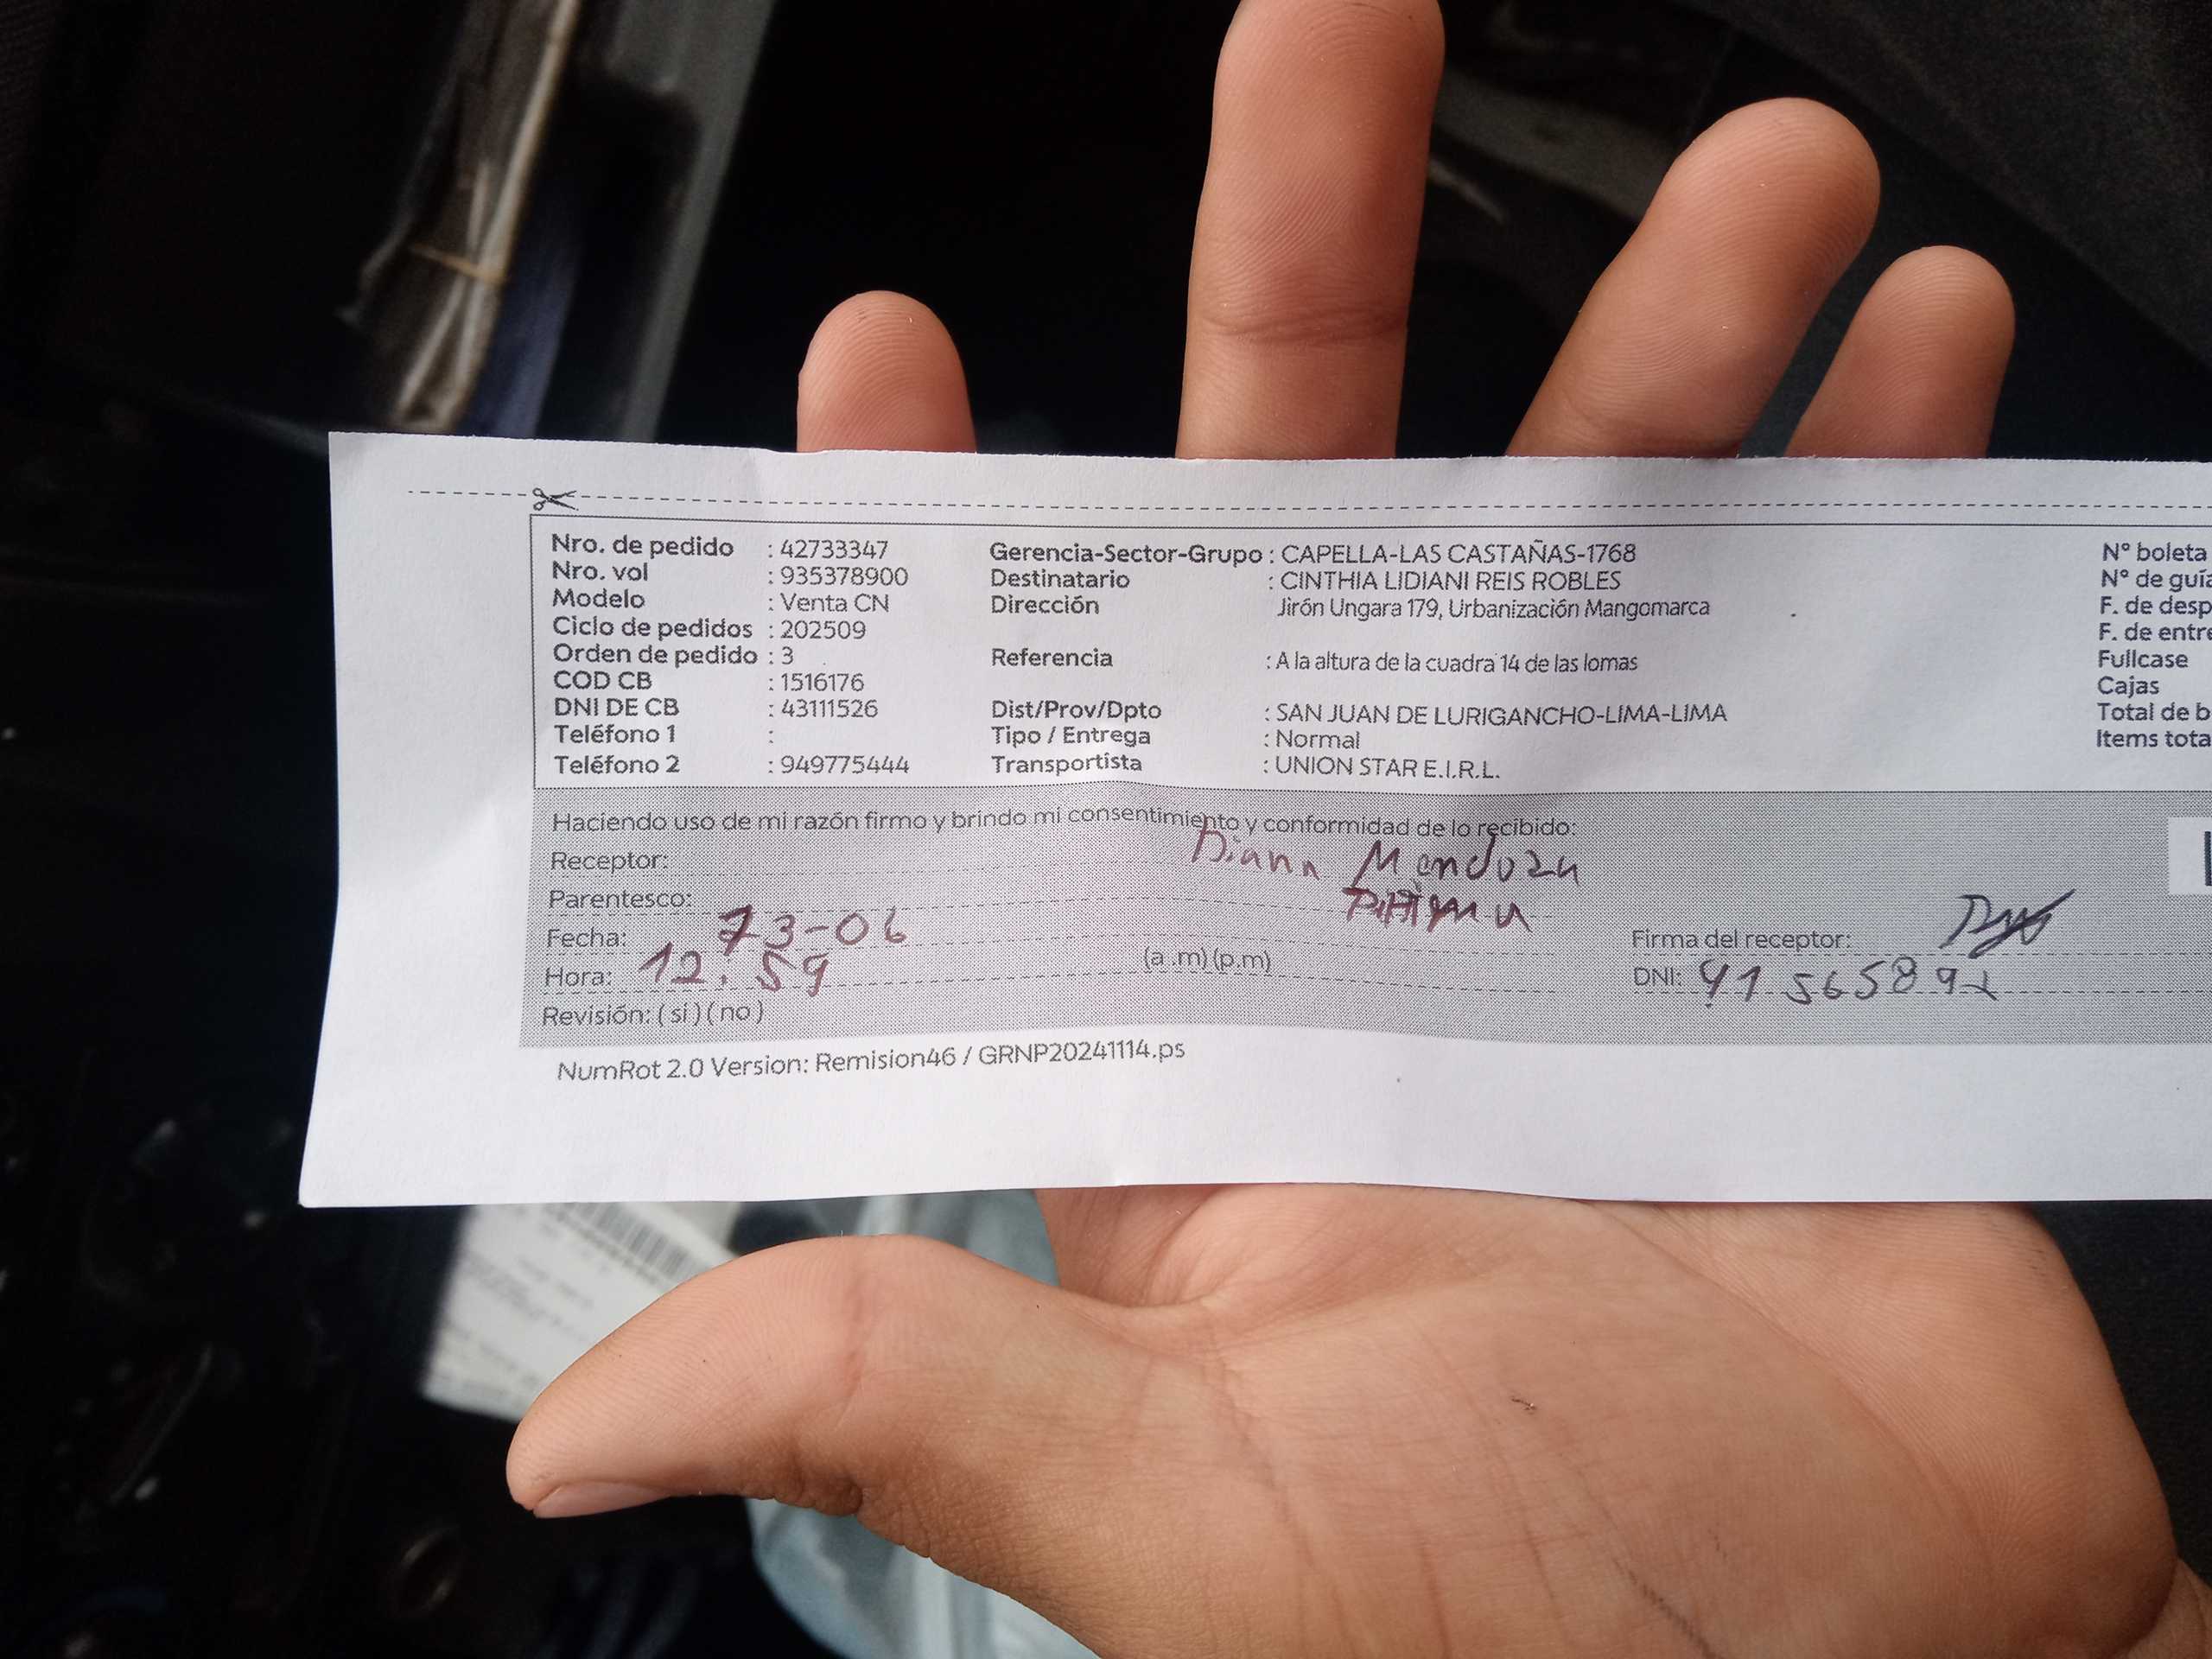 Nro. de pedido : 42733347
Nro. vol : 935378900
Modelo : Venta CN
Ciclo de pedidos : 202509
Orden de pedido : 3
COD CB : 1516176
DNI DE CB : 43111526
Teléfono 1 :
Teléfono 2 : 949775444
Gerencia-Sector-Grupo : CAPELLA-LAS CASTAÑAS-1768
Destinatario : CINTHIA LIDIANI REIS ROBLES
Dirección Jirón Ungara 179, Urbanización Mangomarca
Referencia : A la altura de la cuadra 14 de las lomas
Dist/Prov/Dpto : SAN JUAN DE LURIGANCHO-LIMA-LIMA
Tipo / Entrega : Normal
Transportista : UNION STAR E.I.R.L.
N° boleta
N° de guía
F. de desp
F. de entre
Fullcase
Cajas
Total de b
Items tota
Haciendo uso de mi razón firmo y brindo mi consentimiento y conformidad de lo recibido:
Receptor: Diana Mendoza
Parentesco:
Fecha: 23-06
Hora: 12.59 (a .m) (p.m)
Revisión: ( si ) ( no )
Firma del receptor:
DNI:
NumRot 2.0 Version: Remision46 / GRNP20241114.ps